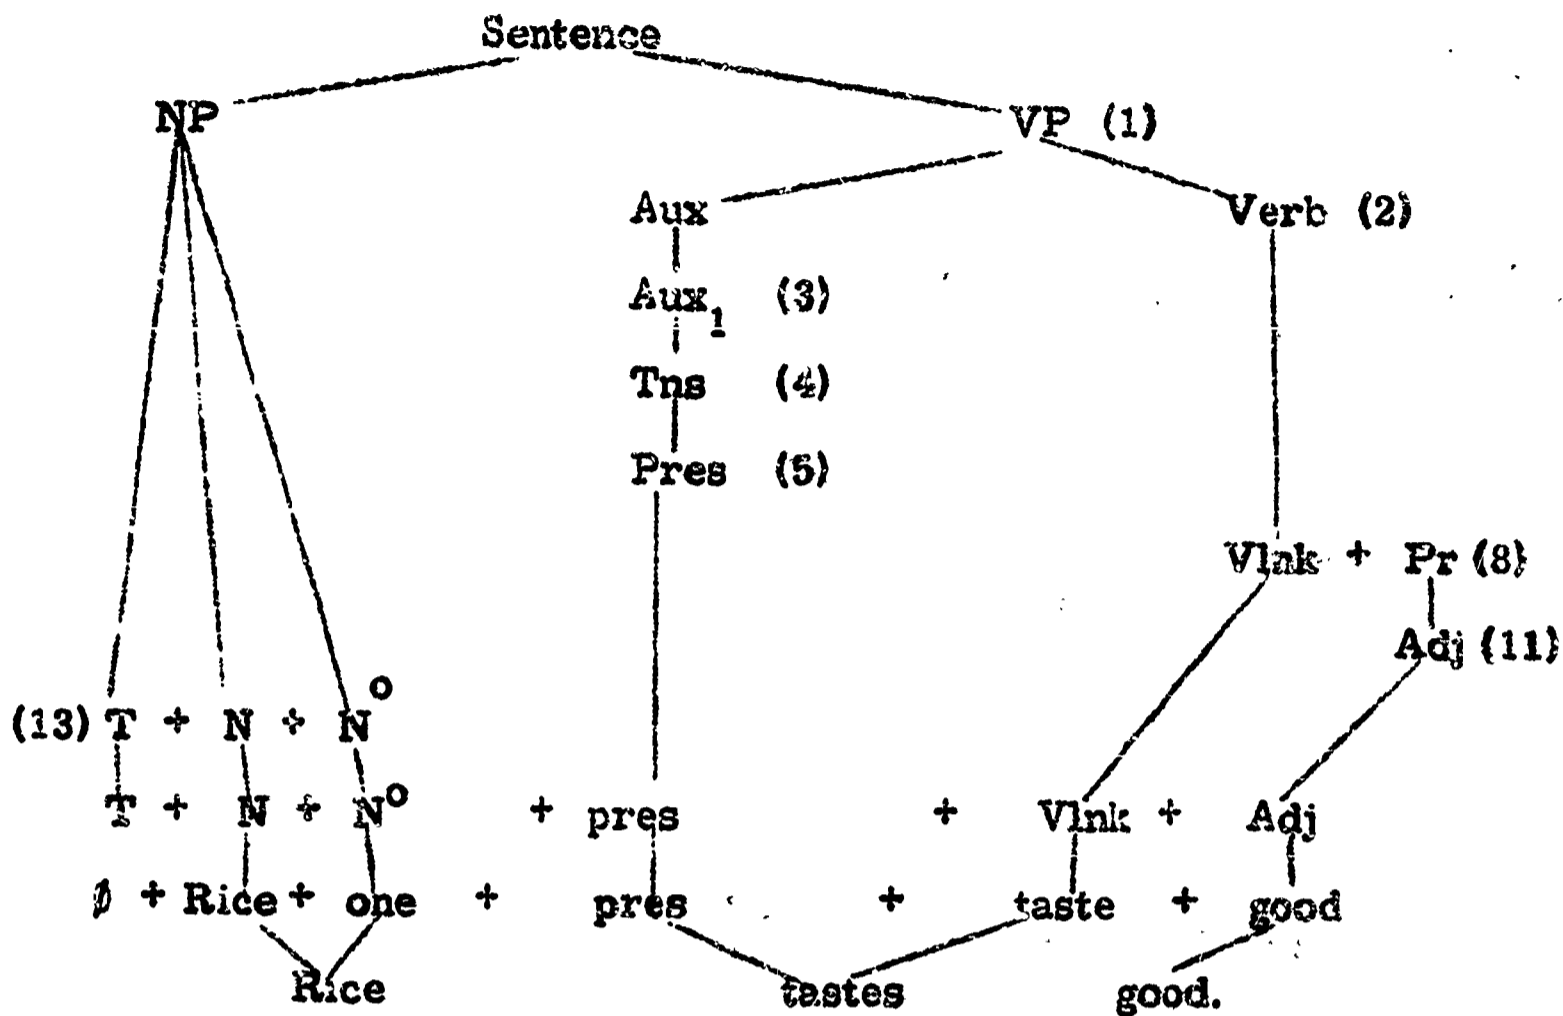 Sentence
NP VP (1)
Aux Verb (2)
Aux₁ (3)
Tns (4)
Pres (5)
Vlnk + Pr (8)
Adj (11)
(13) T + N + N°
T + N + N° + pres + Vlnk + Adj
∅ + Rice + one + pres + taste + good
Rice tastes good.